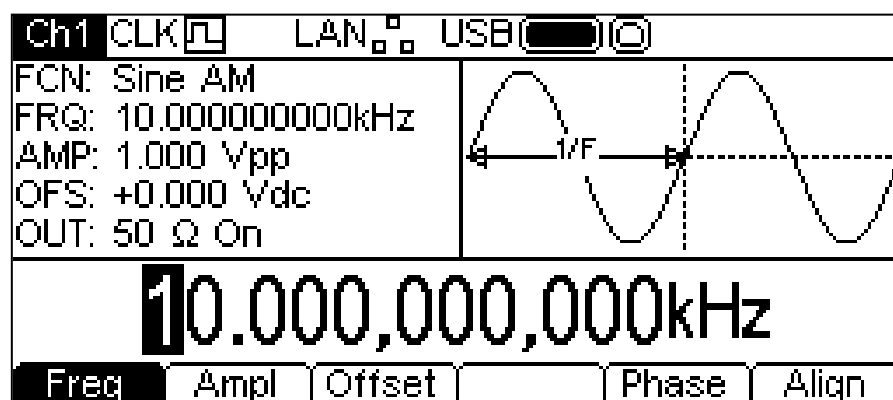 Ch1 CLK LAN USB
FCN: Sine AM
FRQ: 10.000000000kHz
AMP: 1.000 Vpp
OFS: +0.000 Vdc
OUT: 50 Ω On
1/F
10.000,000,000kHz
Freq Ampl Offset Phase Align